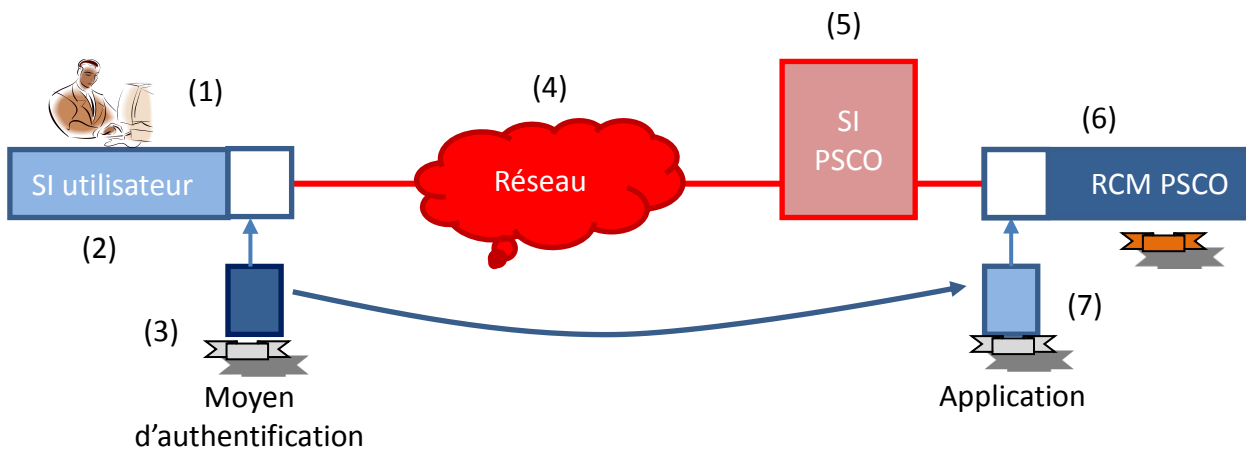 (1)
(4)
(5)
(6)
SI utilisateur
Réseau
SI
PSCO
RCM PSCO
(2)
(3)
(7)
Moyen
d’authentification
Application